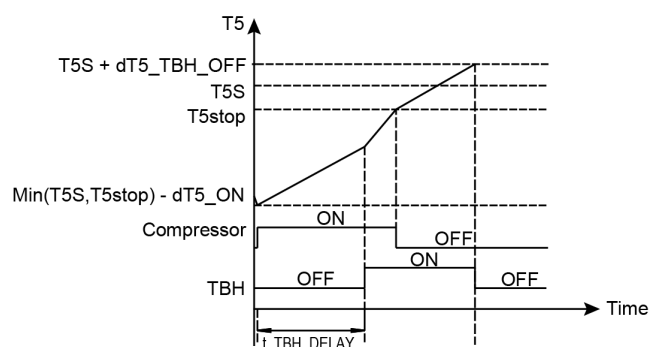 T5
T5S + dT5_TBH_OFF
T5S
T5stop
Min(T5S,T5stop) - dT5_ON
Compressor
ON
OFF
TBH
OFF
ON
OFF
Time
t_TBH_DELAY